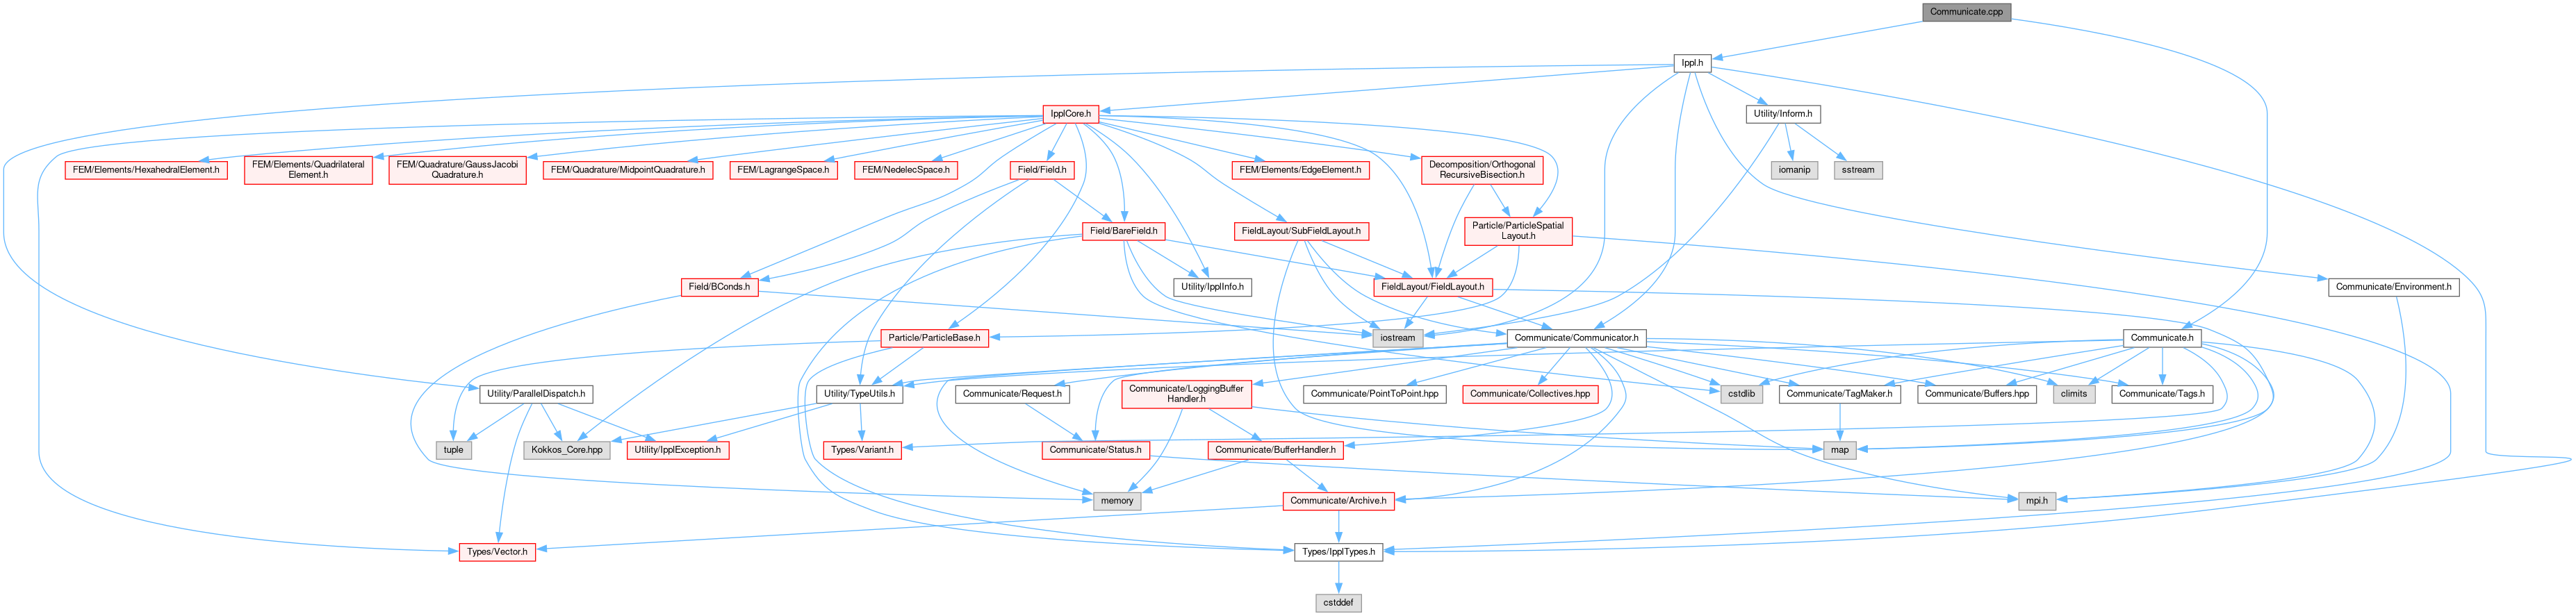 Communicate.cpp
Ippl.h
IpplCore.h
Utility/Inform.h
FEM/Elements/HexahedralElement.h
FEM/Elements/Quadrilateral
Element.h
FEM/Quadrature/GaussJacobi
Quadrature.h
FEM/Quadrature/MidpointQuadrature.h
FEM/LagrangeSpace.h
FEM/NedelecSpace.h
Field/Field.h
FEM/Elements/EdgeElement.h
Decomposition/Orthogonal
RecursiveBisection.h
iomanip
sstream
Field/BareField.h
FieldLayout/SubFieldLayout.h
Particle/ParticleSpatial
Layout.h
Field/BConds.h
Utility/IpplInfo.h
FieldLayout/FieldLayout.h
Communicate/Environment.h
Particle/ParticleBase.h
iostream
Communicate/Communicator.h
Communicate.h
Utility/ParallelDispatch.h
Utility/TypeUtils.h
Communicate/Request.h
Communicate/LoggingBuffer
Handler.h
Communicate/PointToPoint.hpp
Communicate/Collectives.hpp
cstdlib
Communicate/TagMaker.h
Communicate/Buffers.hpp
climits
Communicate/Tags.h
tuple
Kokkos_Core.hpp
Utility/IpplException.h
Types/Variant.h
Communicate/Status.h
Communicate/BufferHandler.h
map
memory
Communicate/Archive.h
mpi.h
Types/Vector.h
Types/IpplTypes.h
cstddef